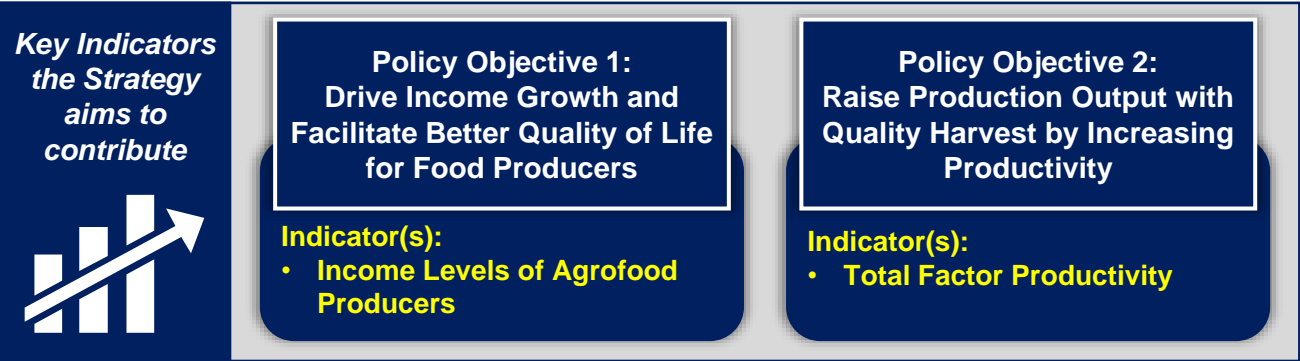 Key Indicators
the Strategy
aims to
contribute
Policy Objective 1:
Drive Income Growth and
Facilitate Better Quality of Life
for Food Producers
Indicator(s):
• Income Levels of Agrofood
Producers
Policy Objective 2:
Raise Production Output with
Quality Harvest by Increasing
Productivity
Indicator(s):
• Total Factor Productivity